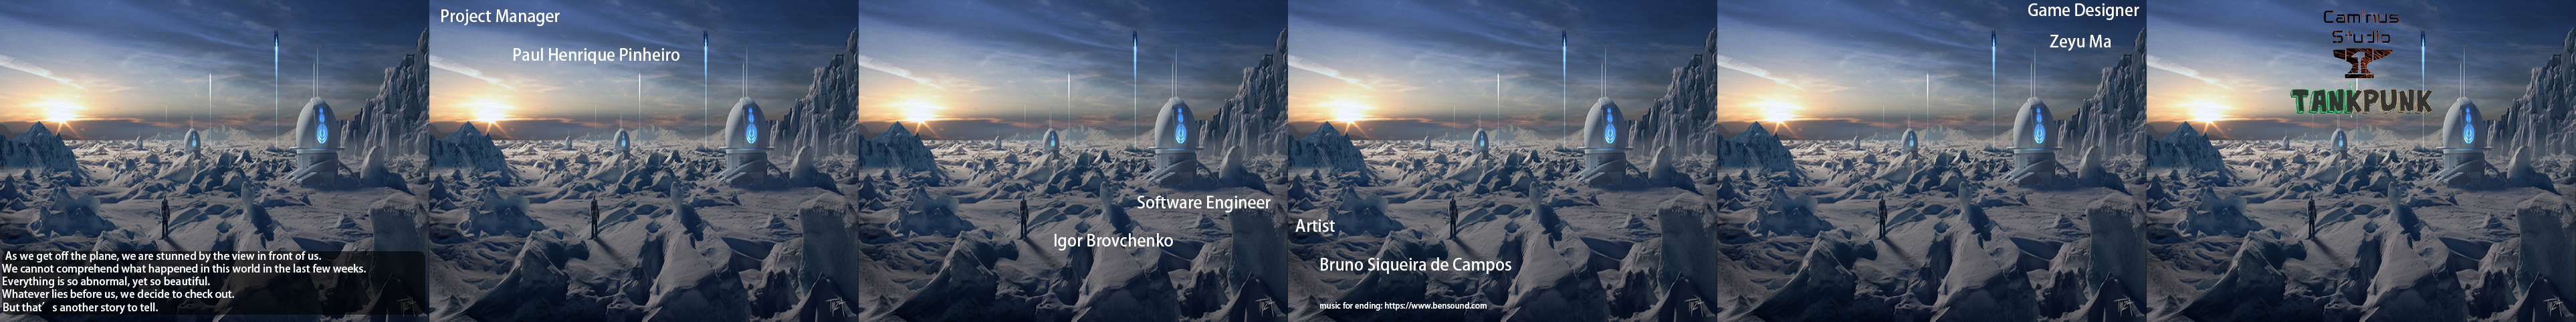 As we get off the plane, we are stunned by the view in front of us.
We cannot comprehend what happened in this world in the last few weeks.
Everything is so abnormal, yet so beautiful.
Whatever lies before us, we decide to check out.
But that's another story to tell.
Project Manager
Paul Henrique Pinheiro
Software Engineer
Igor Brovchenko
Artist
Bruno Siqueira de Campos
music for ending: https://www.bensound.com
Game Designer
Zeyu Ma
Caminus
Studio
TANKPUNK